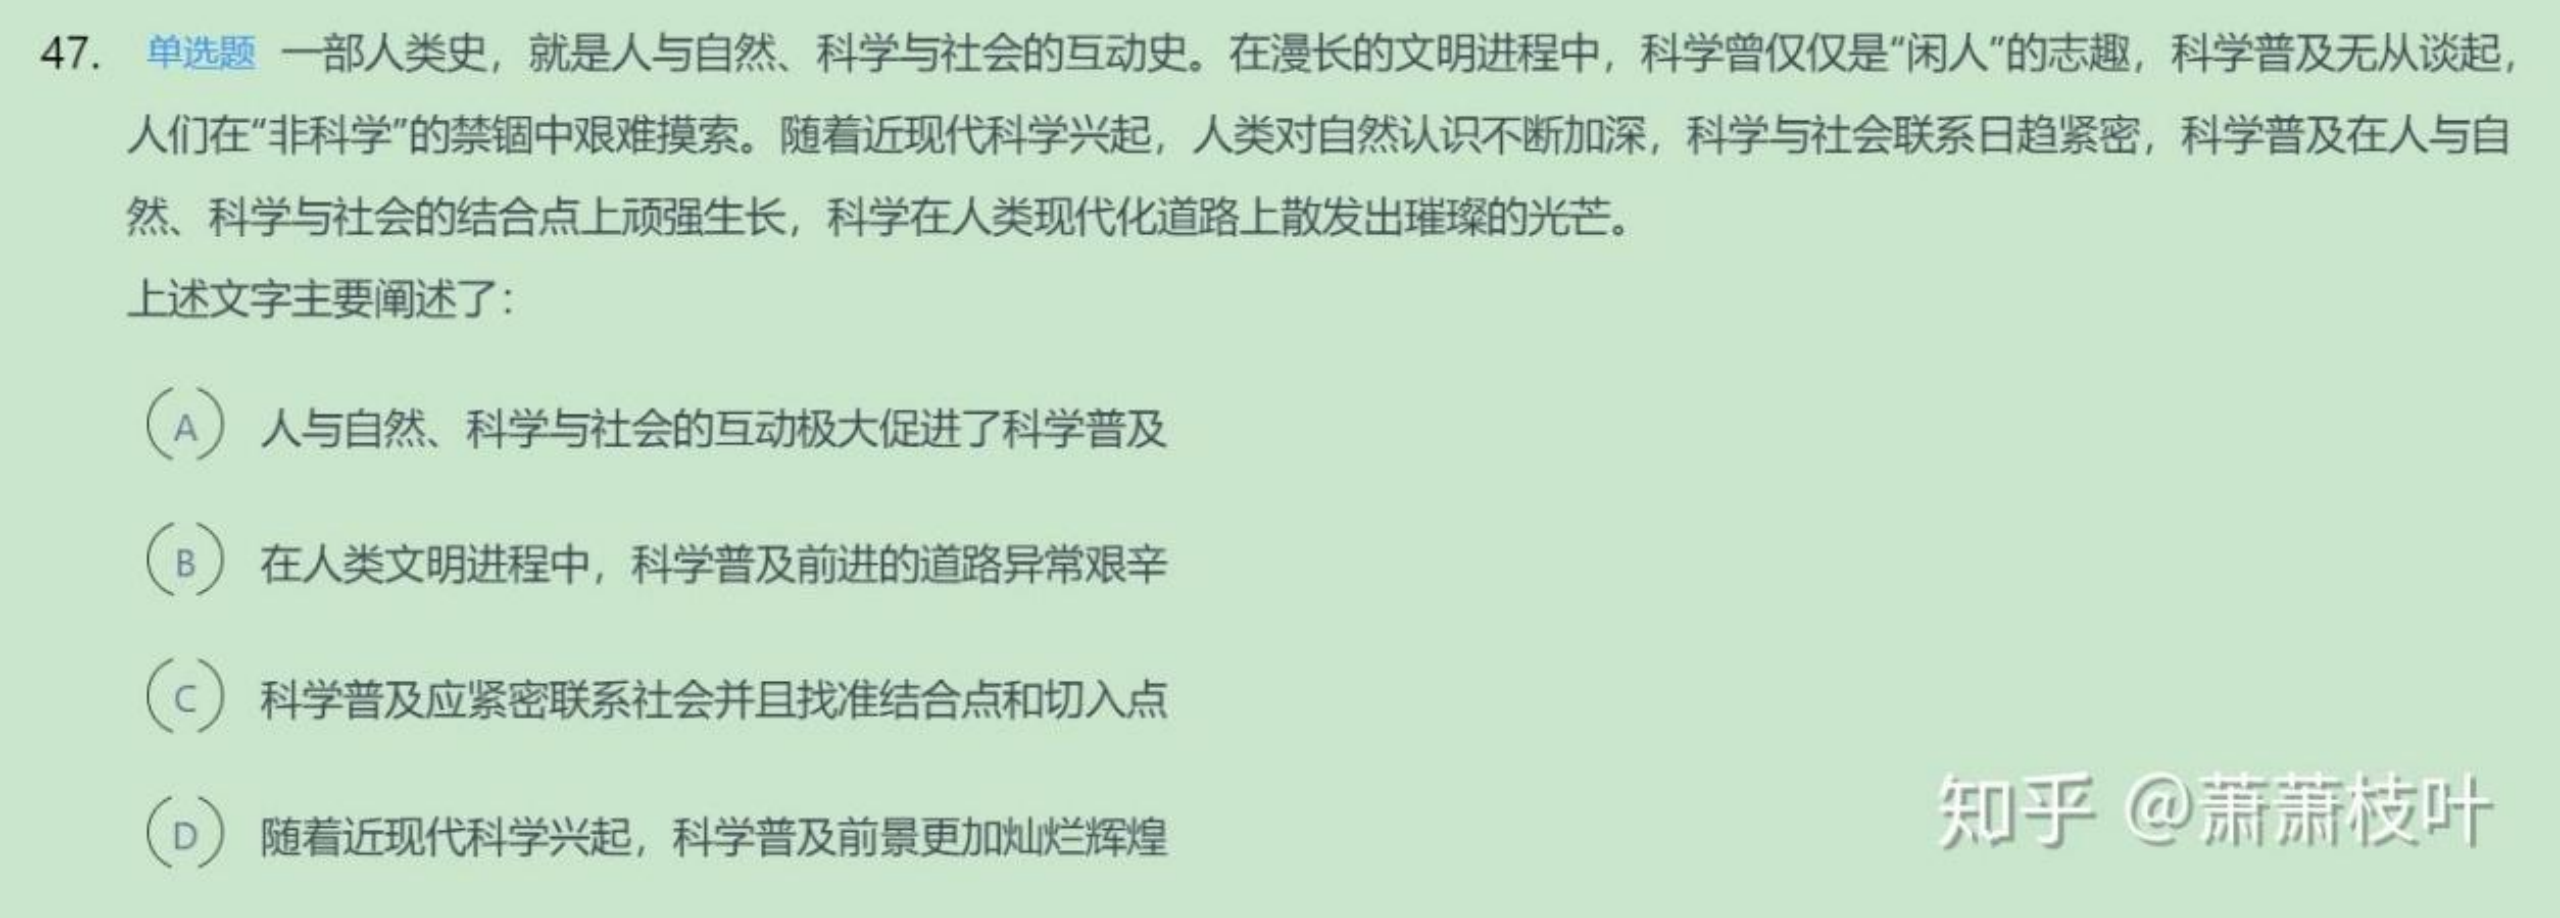 47. 单选题 一部人类史，就是人与自然、科学与社会的互动史。在漫长的文明进程中，科学曾仅仅是“闲人”的志趣，科学普及无从谈起，
人们在“非科学”的禁锢中艰难摸索。随着近现代科学兴起，人类对自然认识不断加深，科学与社会联系日趋紧密，科学普及在人与自
然、科学与社会的结合点上顽强生长，科学在人类现代化道路上散发出璀璨的光芒。
上述文字主要阐述了：
A 人与自然、科学与社会的互动极大促进了科学普及
B 在人类文明进程中，科学普及前进的道路异常艰辛
C 科学普及应紧密联系社会并且找准结合点和切入点
D 随着近现代科学兴起，科学普及前景更加灿烂辉煌
知乎 @萧萧枝叶